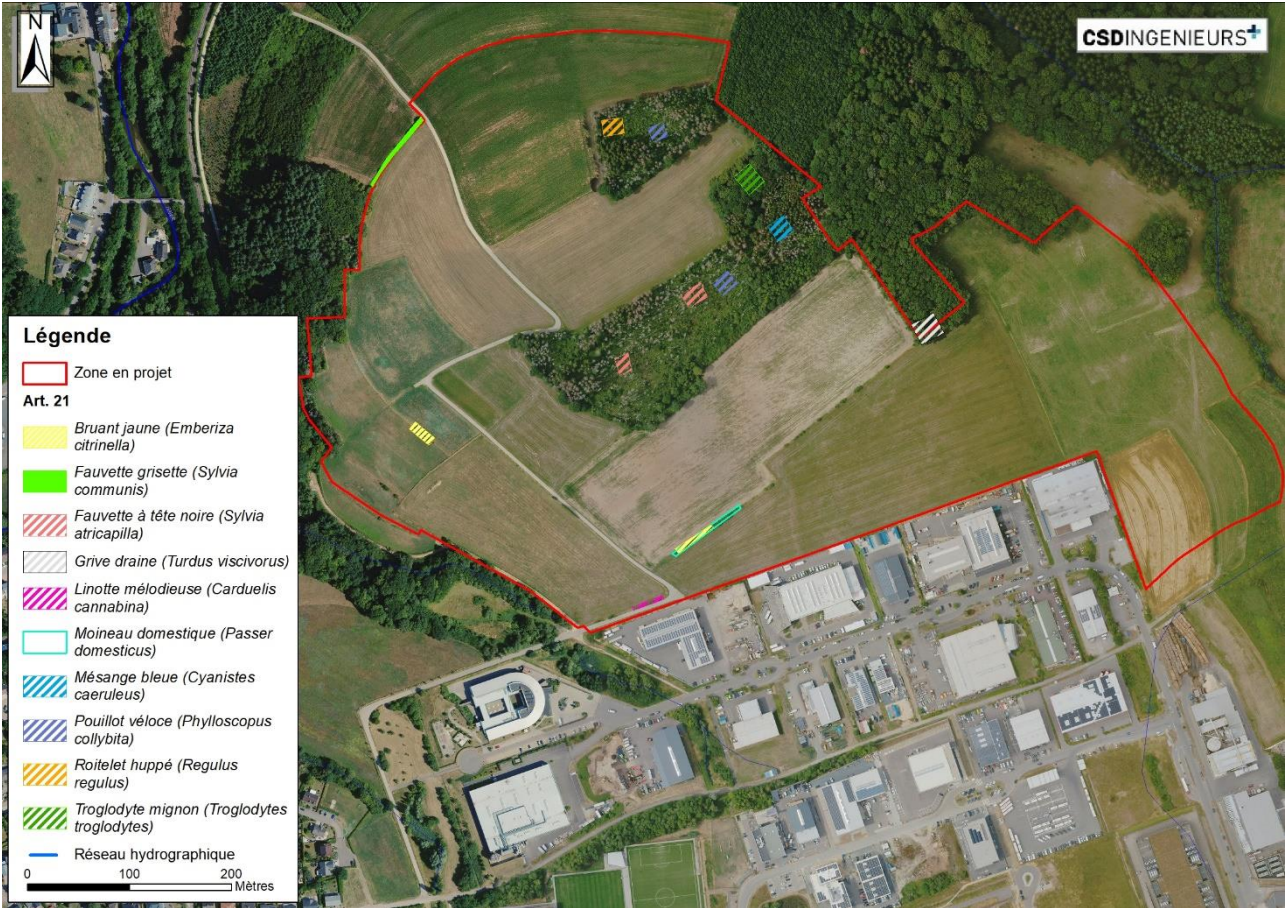 N
CSDINGENIEURS+
Légende
Zone en projet
Art. 21
Bruant jaune (Emberiza
citrinella)
Fauvette grisette (Sylvia
communis)
Fauvette à tête noire (Sylvia
atricapilla)
Grive draine (Turdus viscivorus)
Linotte mélodieuse (Carduelis
cannabina)
Moineau domestique (Passer
domesticus)
Mésange bleue (Cyanistes
caeruleus)
Pouillot véloce (Phylloscopus
collybita)
Roitelet huppé (Regulus
regulus)
Troglodyte mignon (Troglodytes
troglodytes)
Réseau hydrographique
0 100 200
Mètres